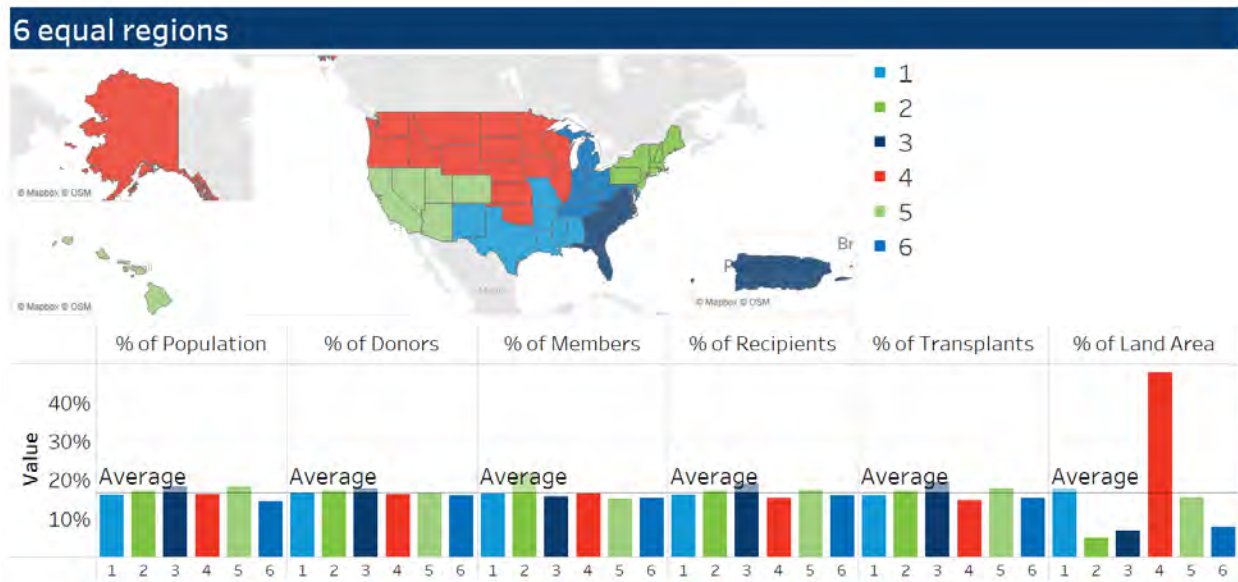 6 equal regions
© Mapbox © OSM
© Mapbox © OSM
© Mapbox © OSM
Br
P
1
2
3
4
5
6
% of Population % of Donors % of Members % of Recipients % of Transplants % of Land Area
Value
40%
30%
20%
10%
Average Average Average Average Average Average
1 2 3 4 5 6 1 2 3 4 5 6 1 2 3 4 5 6 1 2 3 4 5 6 1 2 3 4 5 6 1 2 3 4 5 6